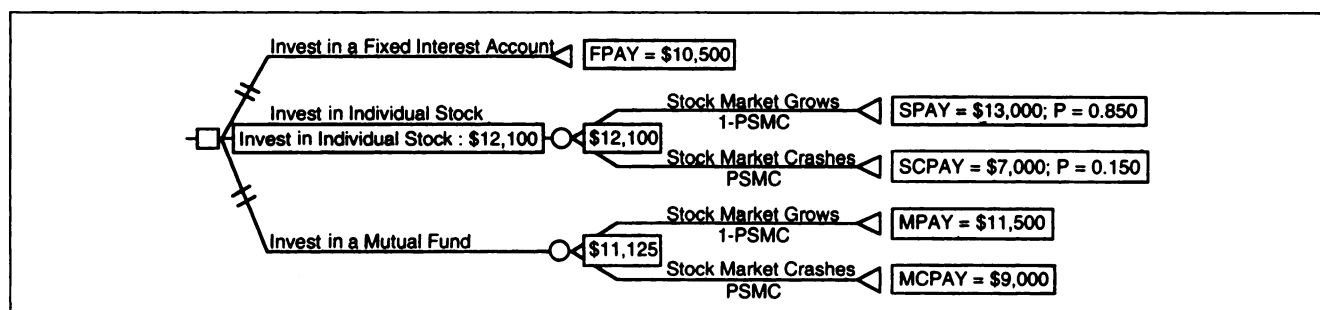 Invest in a Fixed Interest Account
FPAY = $10,500
Invest in Individual Stock
Invest in Individual Stock : $12,100
$12,100
Stock Market Grows
1-PSMC
SPAY = $13,000; P = 0.850
Stock Market Crashes
PSMC
SCPAY = $7,000; P = 0.150
Invest in a Mutual Fund
$11,125
Stock Market Grows
1-PSMC
MPAY = $11,500
Stock Market Crashes
PSMC
MCPAY = $9,000